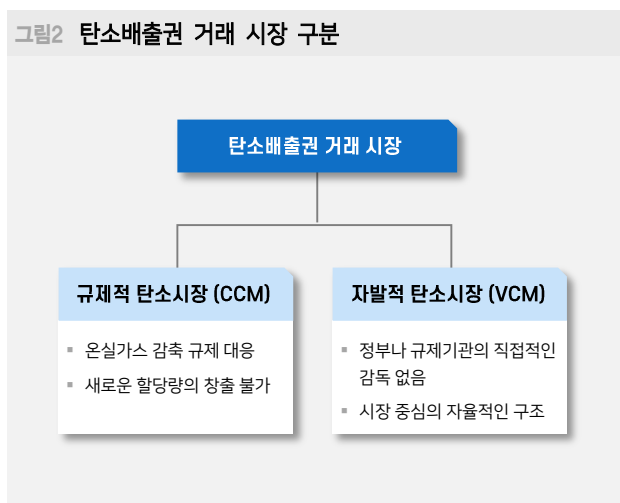 그림2 탄소배출권 거래 시장 구분
탄소배출권 거래 시장
규제적 탄소시장 (CCM)
▪ 온실가스 감축 규제 대응
▪ 새로운 할당량의 창출 불가
자발적 탄소시장 (VCM)
▪ 정부나 규제기관의 직접적인
감독 없음
▪ 시장 중심의 자율적인 구조